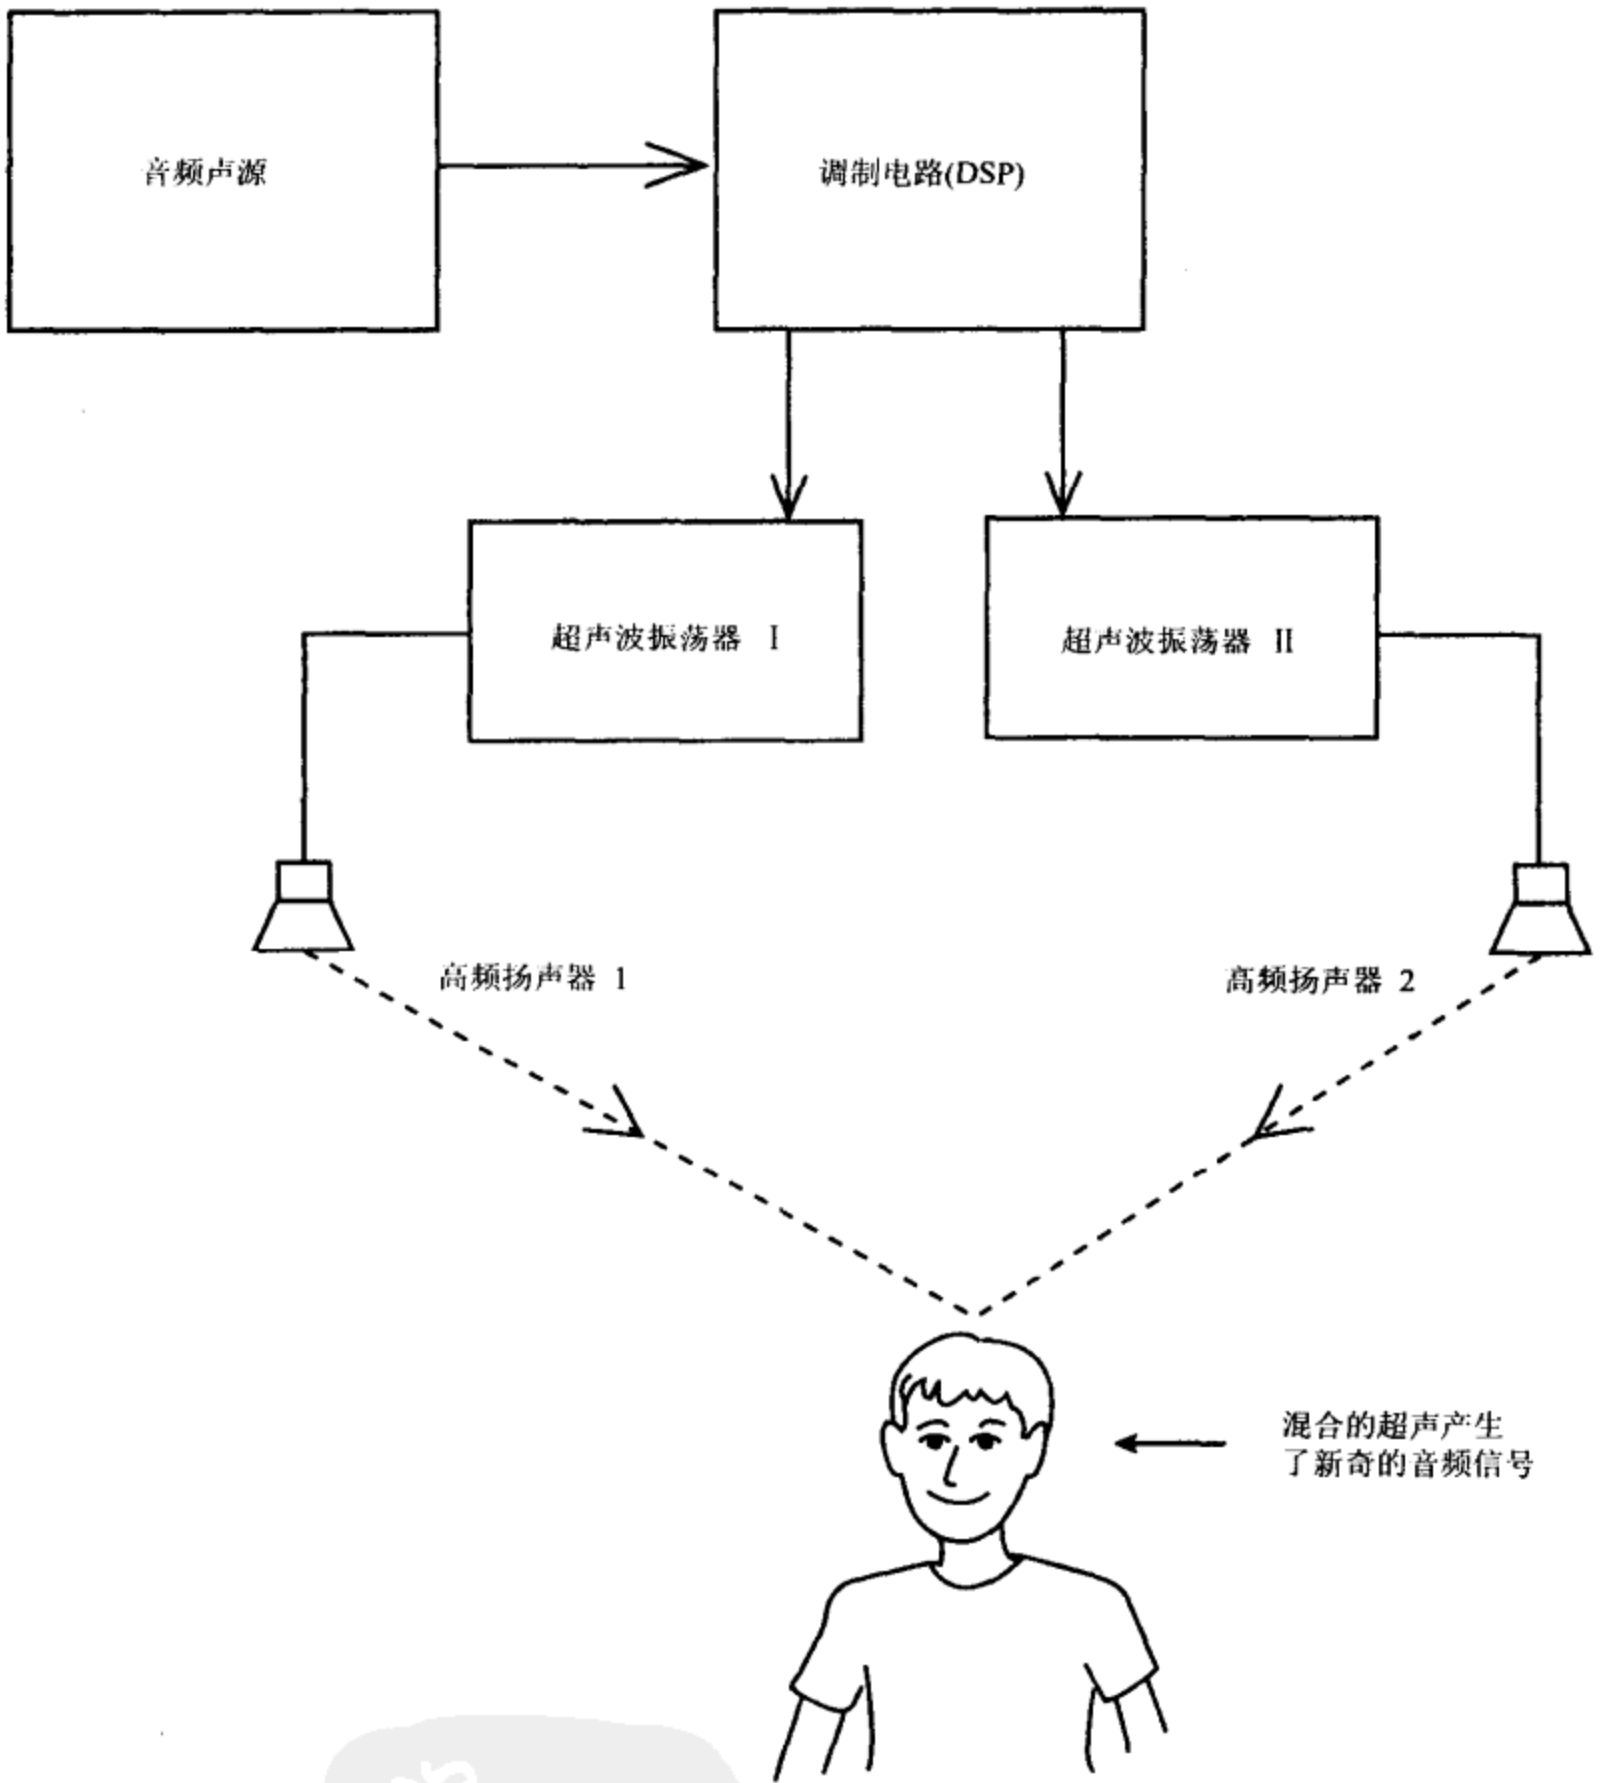 音频声源
调制电路(DSP)
超声波振荡器 I
超声波振荡器 II
高频扬声器 1
高频扬声器 2
混合的超声产生
了新奇的音频信号